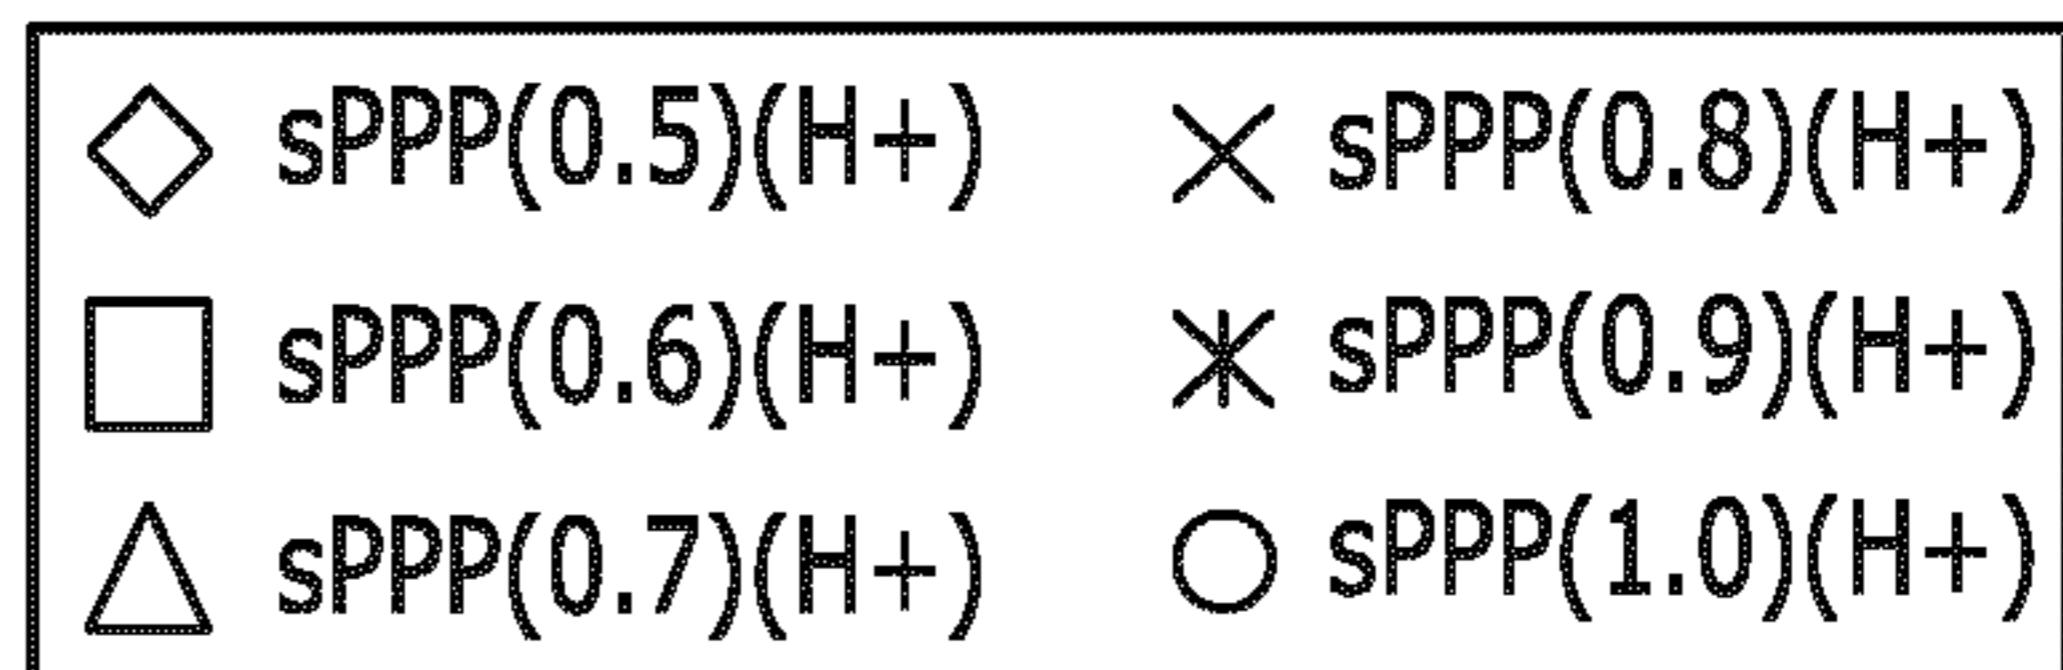 sPPP(0.5)(H+) sPPP(0.8)(H+)
sPPP(0.6)(H+) sPPP(0.9)(H+)
sPPP(0.7)(H+) sPPP(1.0)(H+)